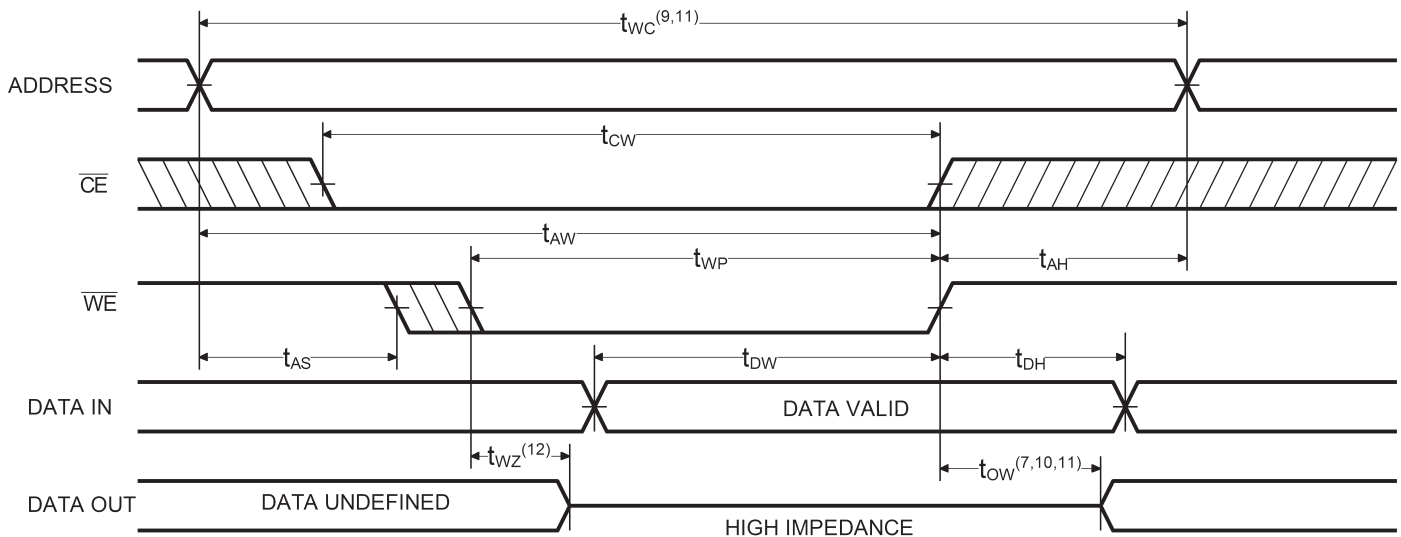 tWC(9,11)
ADDRESS
tCW
CE
tAW
tWP
tAH
WE
tAS
tDW
tDH
DATA IN
DATA VALID
tWZ(12)
tOW(7,10,11)
DATA OUT
DATA UNDEFINED
HIGH IMPEDANCE